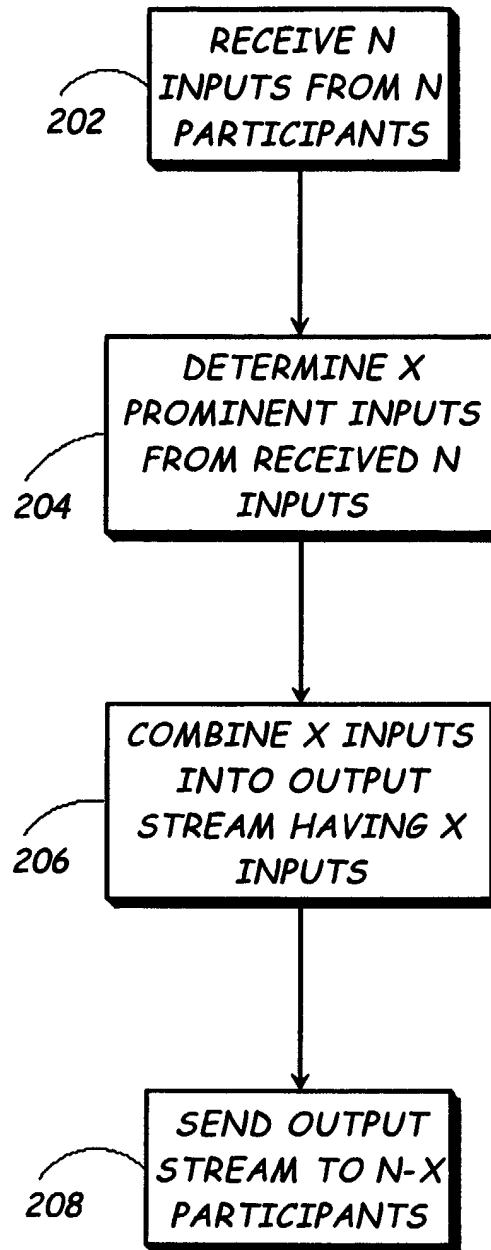 RECEIVE N
INPUTS FROM N
PARTICIPANTS
202
DETERMINE X
PROMINENT INPUTS
FROM RECEIVED N
INPUTS
204
COMBINE X INPUTS
INTO OUTPUT
STREAM HAVING X
INPUTS
206
SEND OUTPUT
STREAM TO N-X
PARTICIPANTS
208